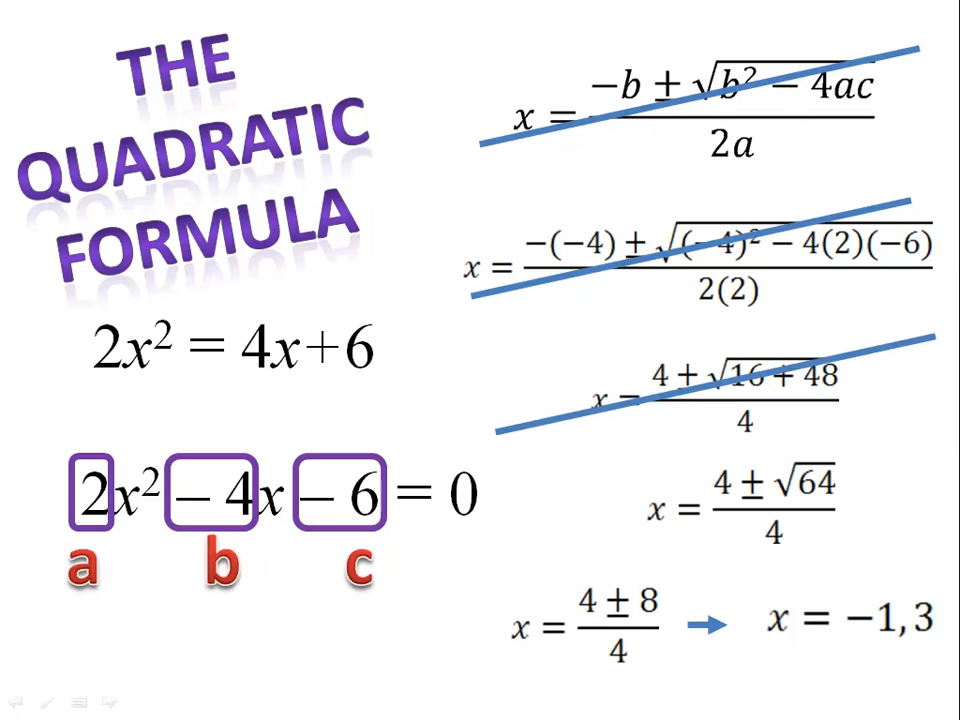 THE
QUADRATIC
FORMULA
2x² = 4x+6
2x² – 4x – 6 = 0
a b c
x = (−b ± √(b² − 4ac)) / 2a
x = (−(−4) ± √((−4)² − 4(2)(−6))) / 2(2)
x = (4 ± √(16 + 48)) / 4
x = (4 ± √64) / 4
x = (4 ± 8) / 4
x = −1, 3